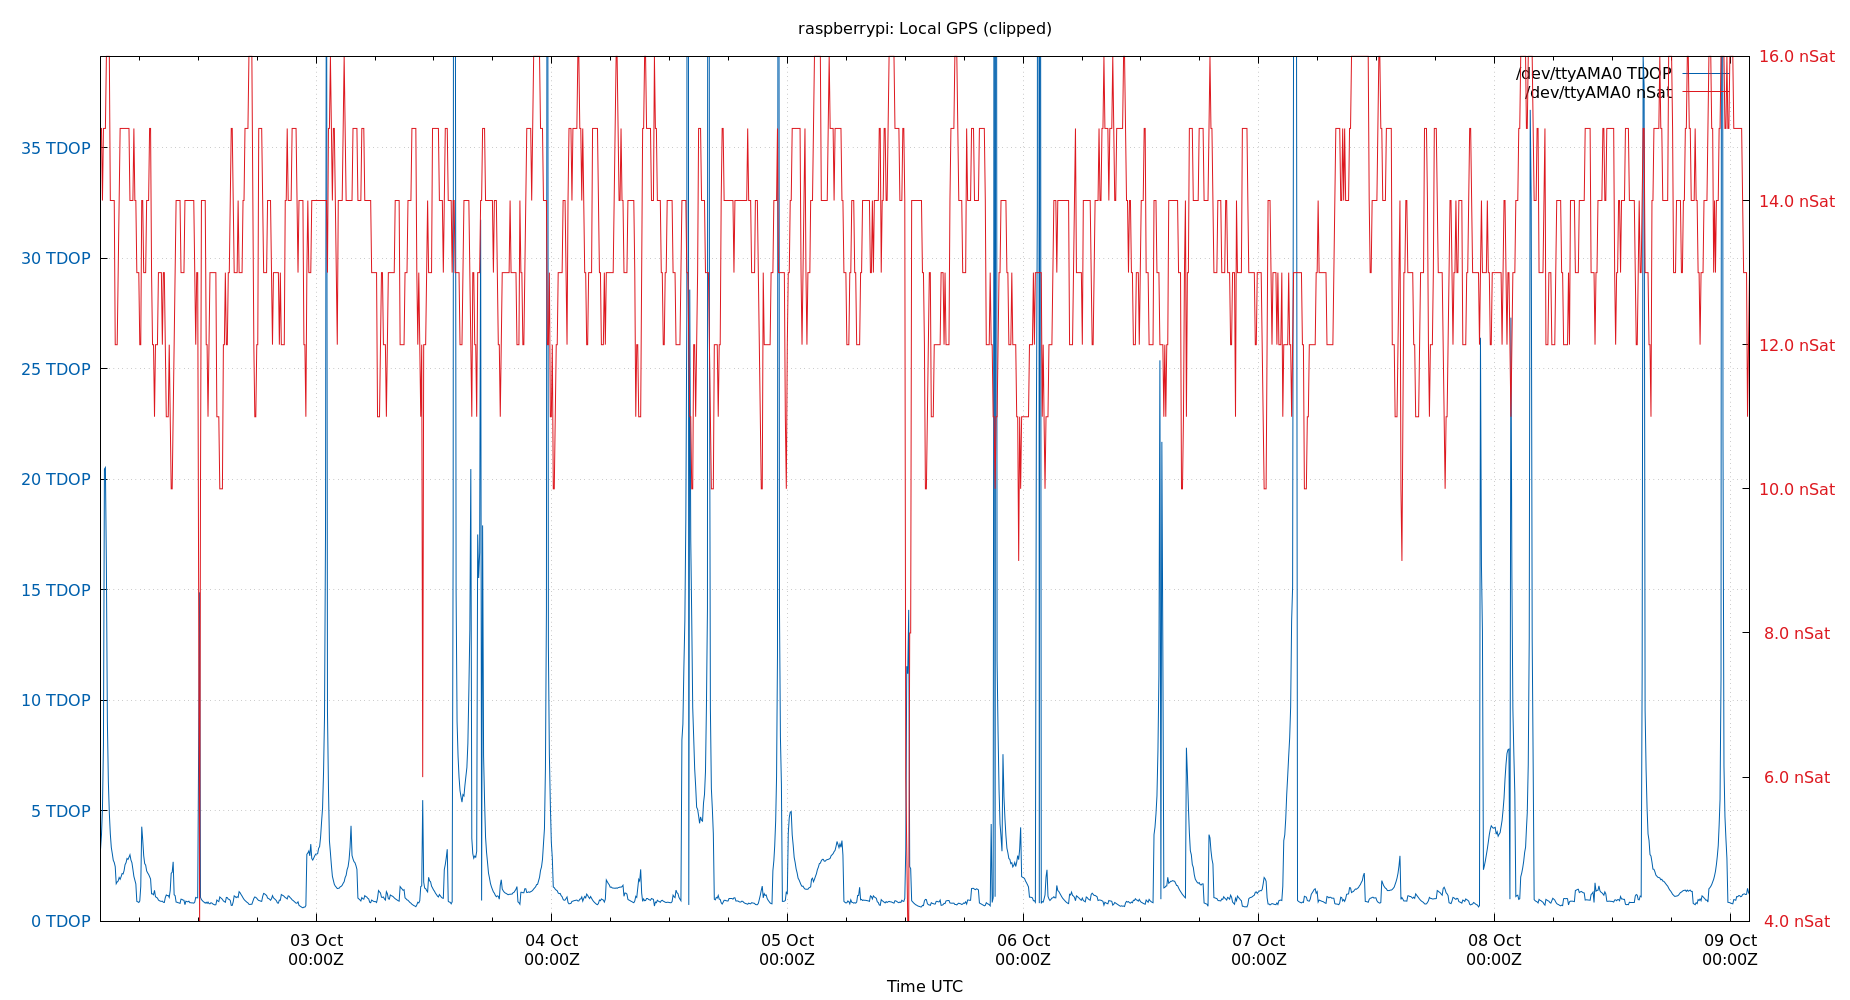 raspberrypi: Local GPS (clipped)
16.0 nSat
/dev/ttyAMA0 TDOP
/dev/ttyAMA0 nSat
35 TDOP
14.0 nSat
30 TDOP
12.0 nSat
25 TDOP
20 TDOP
10.0 nSat
15 TDOP
8.0 nSat
10 TDOP
6.0 nSat
5 TDOP
0 TDOP
4.0 nSat
03 Oct
00:00Z
04 Oct
00:00Z
05 Oct
00:00Z
06 Oct
00:00Z
07 Oct
00:00Z
08 Oct
00:00Z
09 Oct
00:00Z
Time UTC